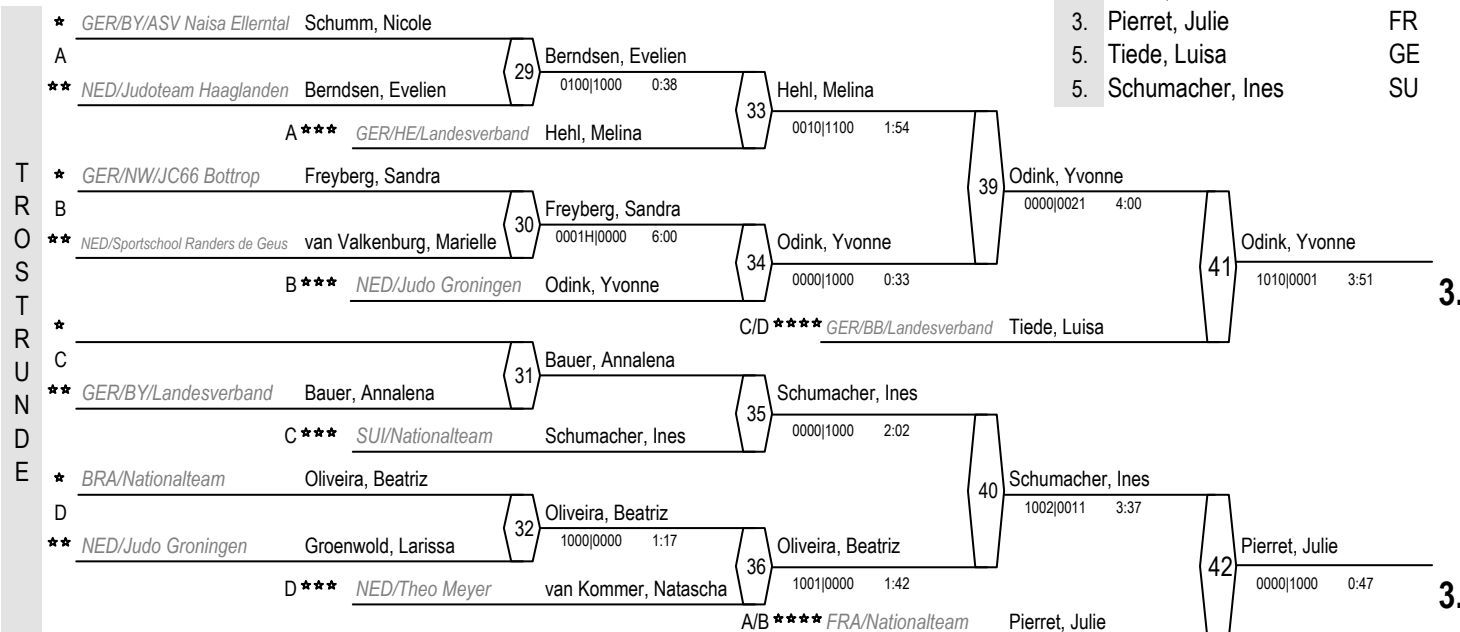 ★ GER/BY/ASV Naisa Ellerntal Schumm, Nicole
3. Pierret, Julie FR
A
29
Berndsen, Evelien
5. Tiede, Luisa GE
★★ NED/Judoteam Haaglanden Berndsen, Evelien
0100|1000 0:38
33
Hehl, Melina
5. Schumacher, Ines SU
A ★★★ GER/HE/Landesverband Hehl, Melina
0010|1100 1:54
TROSTRUNDE
★ GER/NW/JC66 Bottrop Freyberg, Sandra
39
Odink, Yvonne
0000|0021 4:00
B
30
Freyberg, Sandra
★★ NED/Sportschool Randers de Geus van Valkenburg, Marielle
0001H|0000 6:00
34
Odink, Yvonne
0000|1000 0:33
41
Odink, Yvonne
1010|0001 3:51
3.
B ★★★ NED/Judo Groningen Odink, Yvonne
C/D ★★★★ GER/BB/Landesverband Tiede, Luisa
★
C
31
Bauer, Annalena
★★ GER/BY/Landesverband Bauer, Annalena
35
Schumacher, Ines
0000|1000 2:02
C ★★★ SUI/Nationalteam Schumacher, Ines
★ BRA/Nationalteam Oliveira, Beatriz
40
Schumacher, Ines
1002|0011 3:37
D
32
Oliveira, Beatriz
1000|0000 1:17
★★ NED/Judo Groningen Groenwold, Larissa
36
Oliveira, Beatriz
1001|0000 1:42
42
Pierret, Julie
0000|1000 0:47
3.
D ★★★ NED/Theo Meyer van Kommer, Natascha
A/B ★★★★ FRA/Nationalteam Pierret, Julie